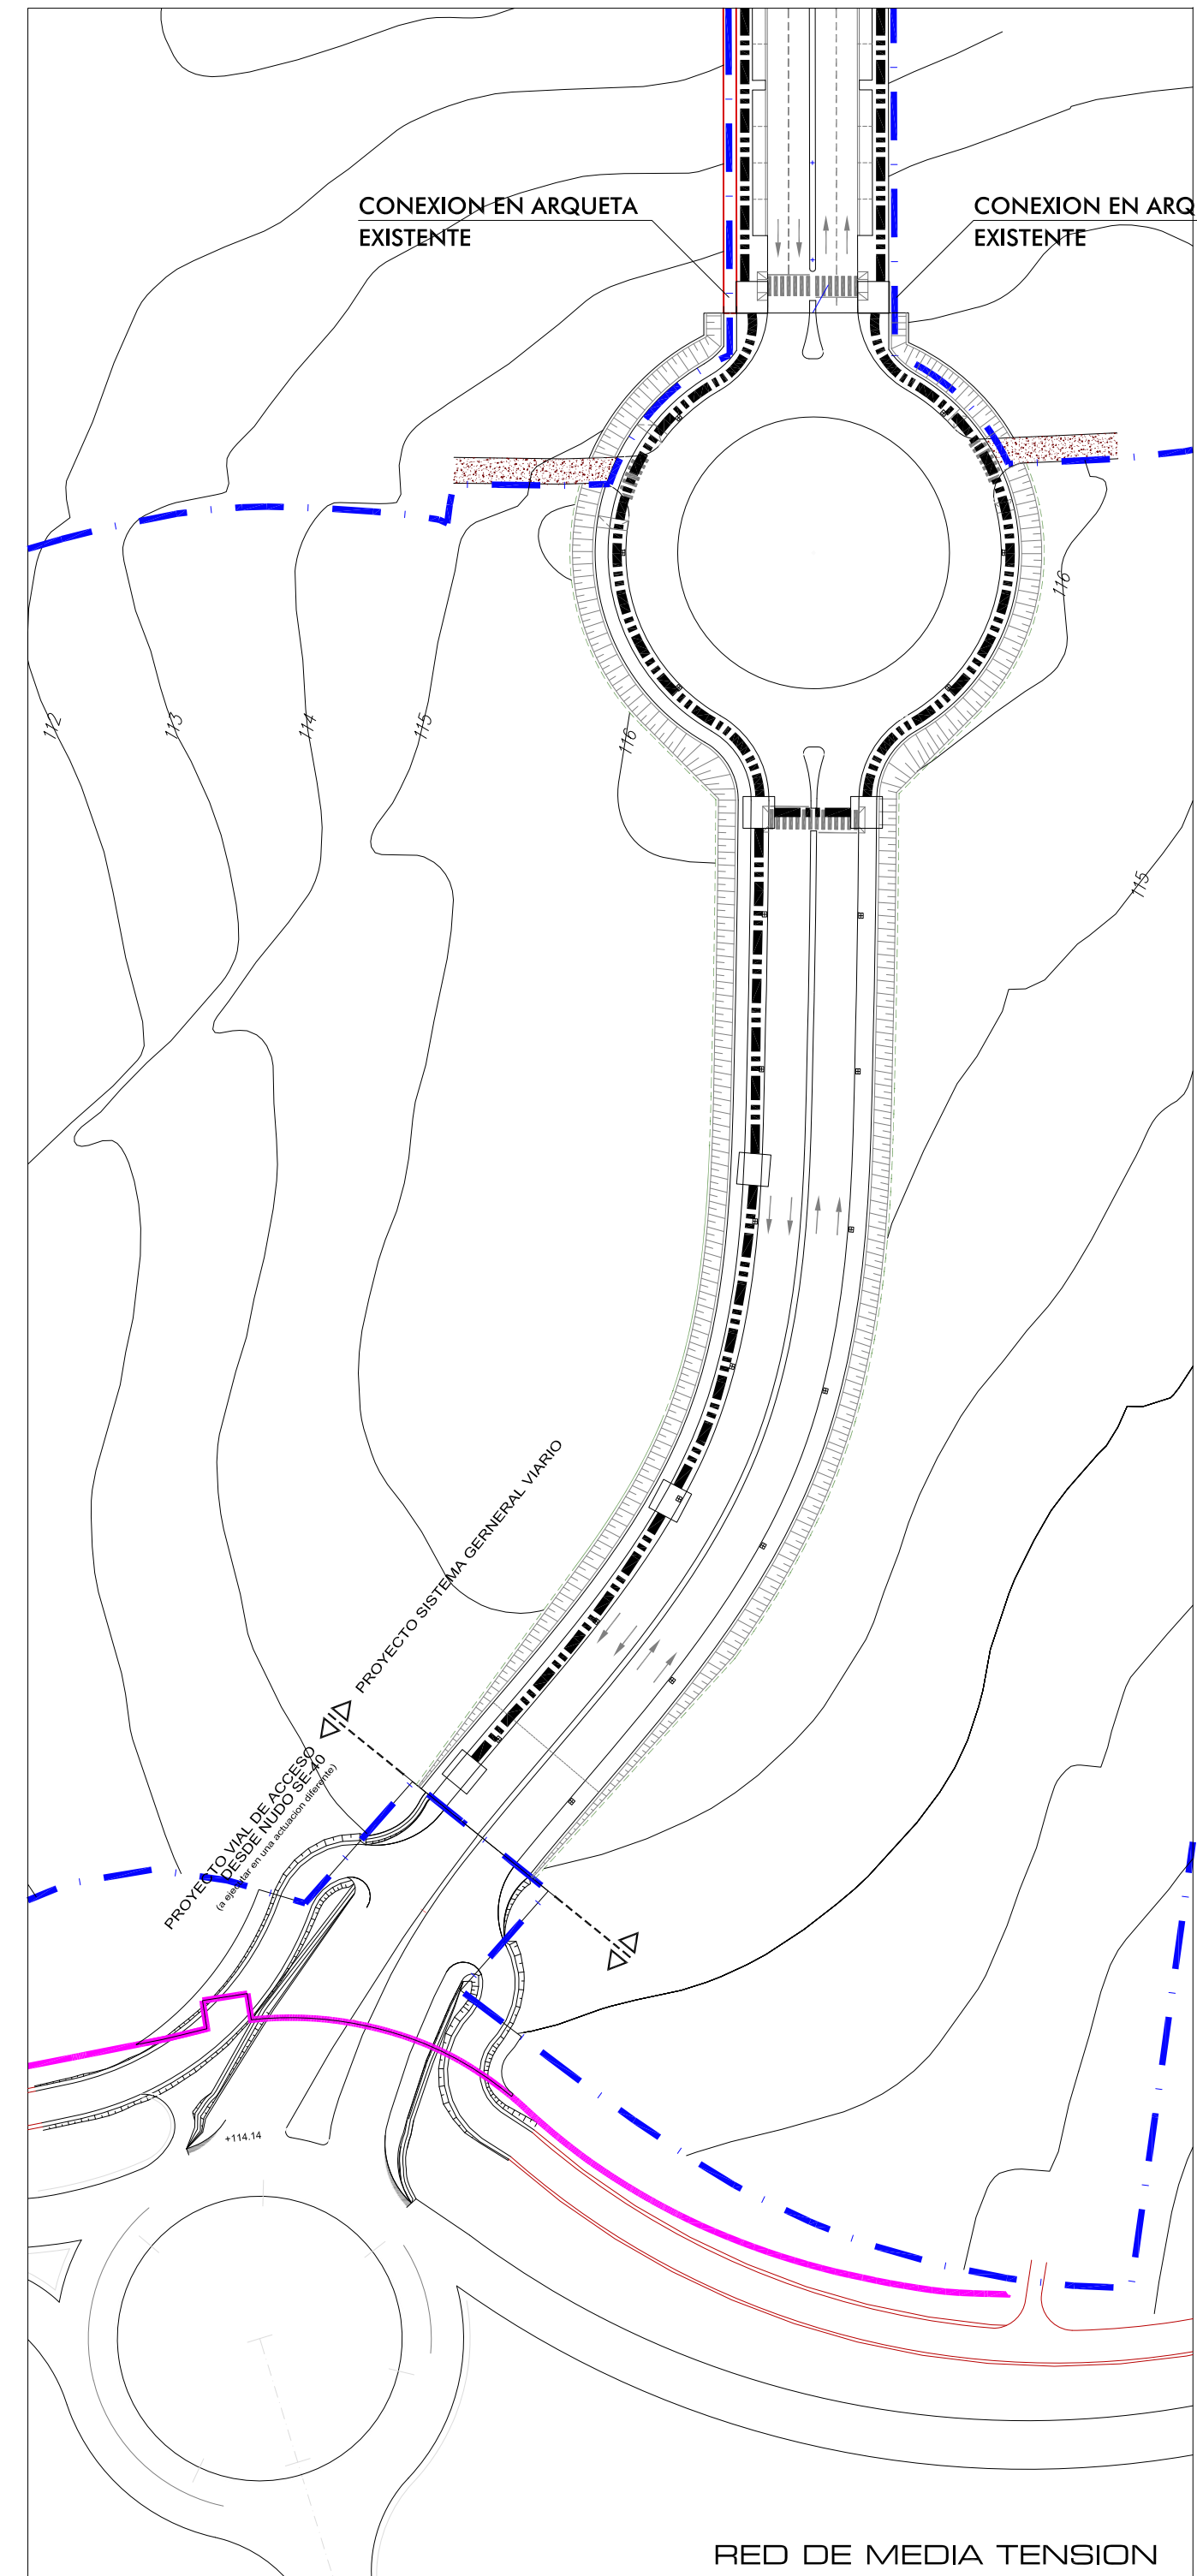 CONEXION EN ARQUETA
EXISTENTE
CONEXION EN ARQ
EXISTENTE
116
112
113
114
115
116
115
PROYECTO SISTEMA GERNERAL VIARIO
PROYECTO VIAL DE ACCESO
DESDE NUDO SE-40
(a ejecutar en una actuacion diferente)
+114.14
RED DE MEDIA TENSION